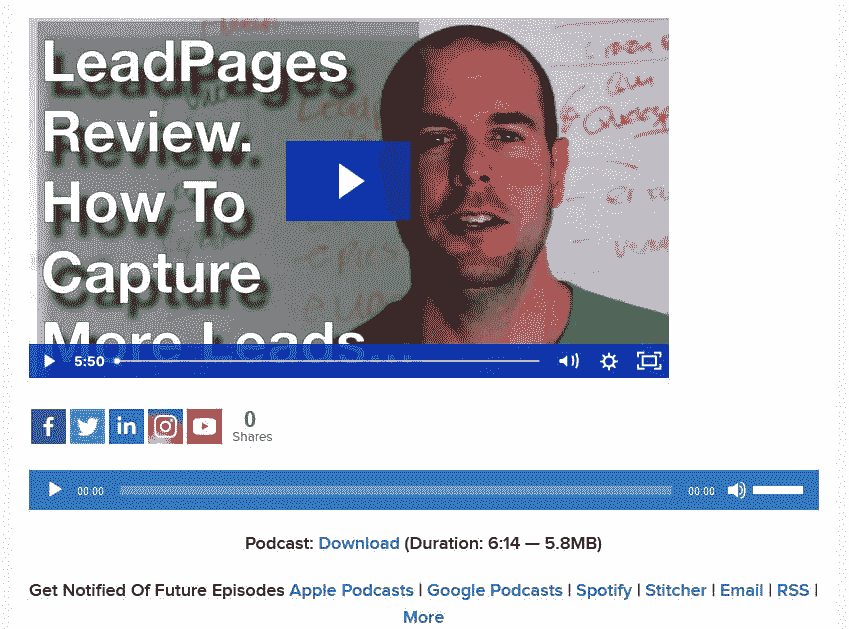 LeadPages
Review.
How To
Capture
More Leads...
5:50
in
0
Shares
00:00
00:00
Podcast: Download (Duration: 6:14 — 5.8MB)
Get Notified Of Future Episodes Apple Podcasts | Google Podcasts | Spotify | Stitcher | Email | RSS |
More